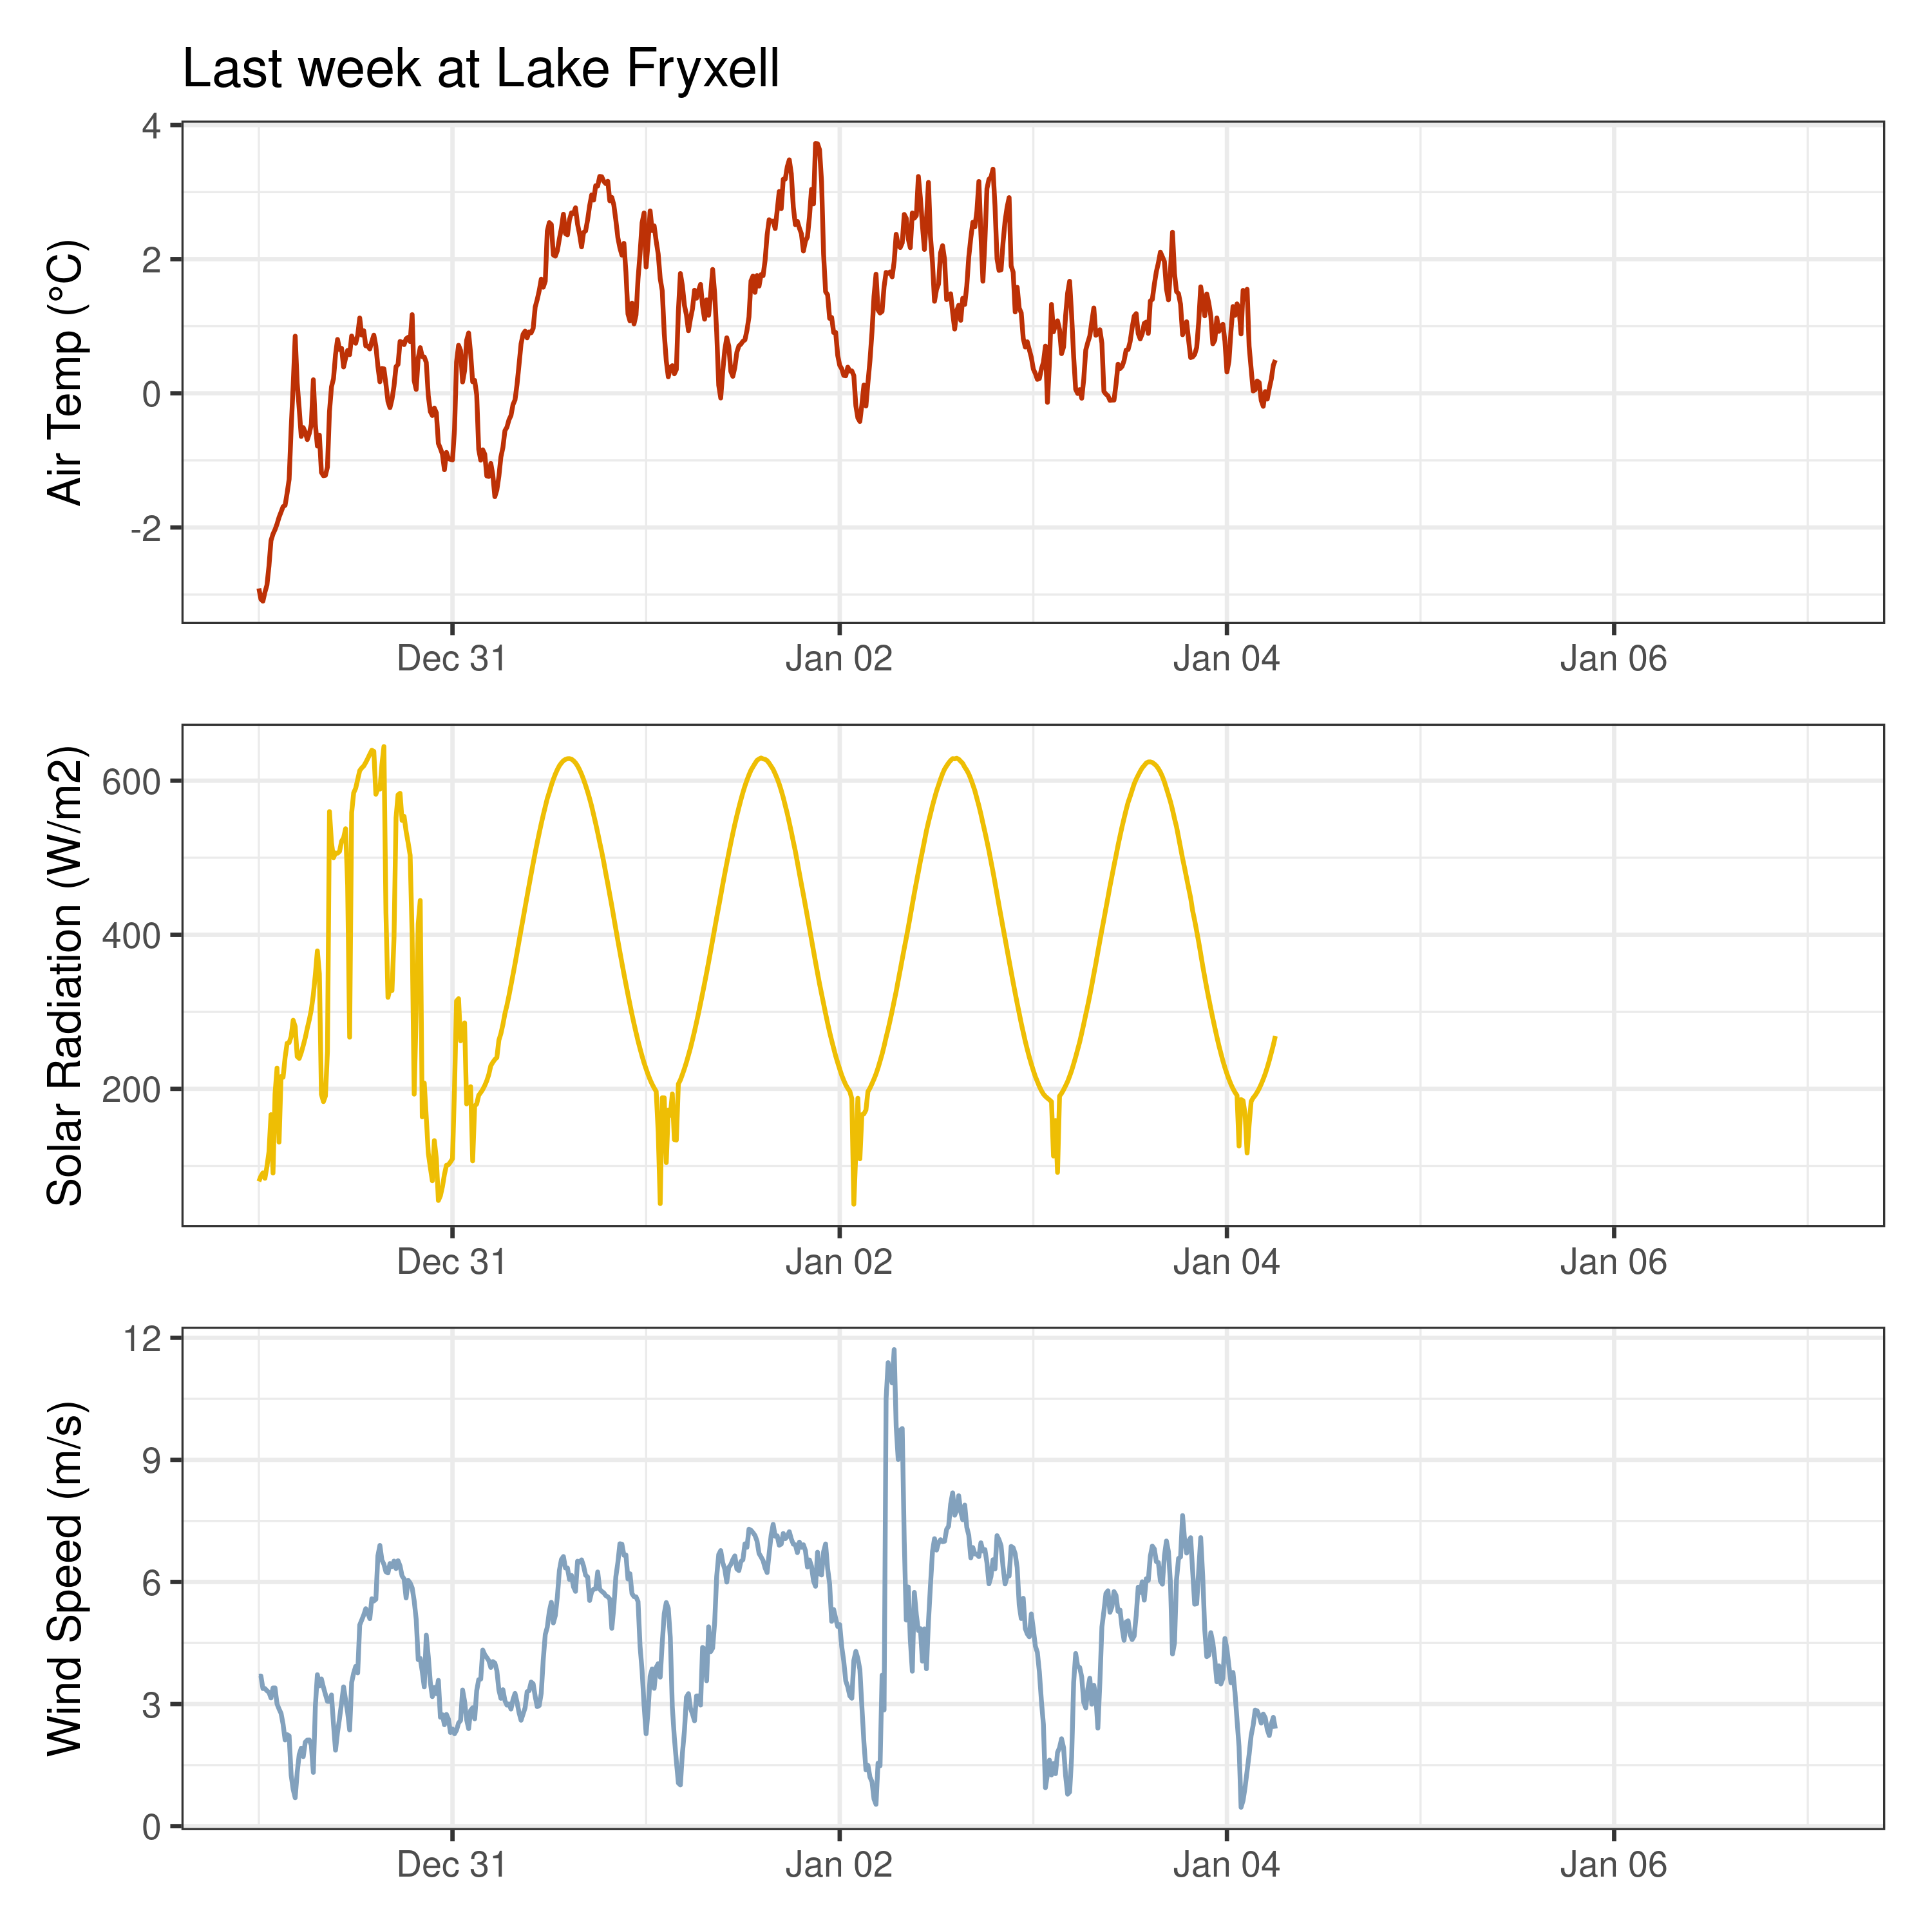 Last week at Lake Fryxell
Air Temp (°C)
4
2
0
-2
Dec 31 Jan 02 Jan 04 Jan 06
Solar Radiation (W/m2)
600
400
200
Dec 31 Jan 02 Jan 04 Jan 06
Wind Speed (m/s)
12
9
6
3
0
Dec 31 Jan 02 Jan 04 Jan 06